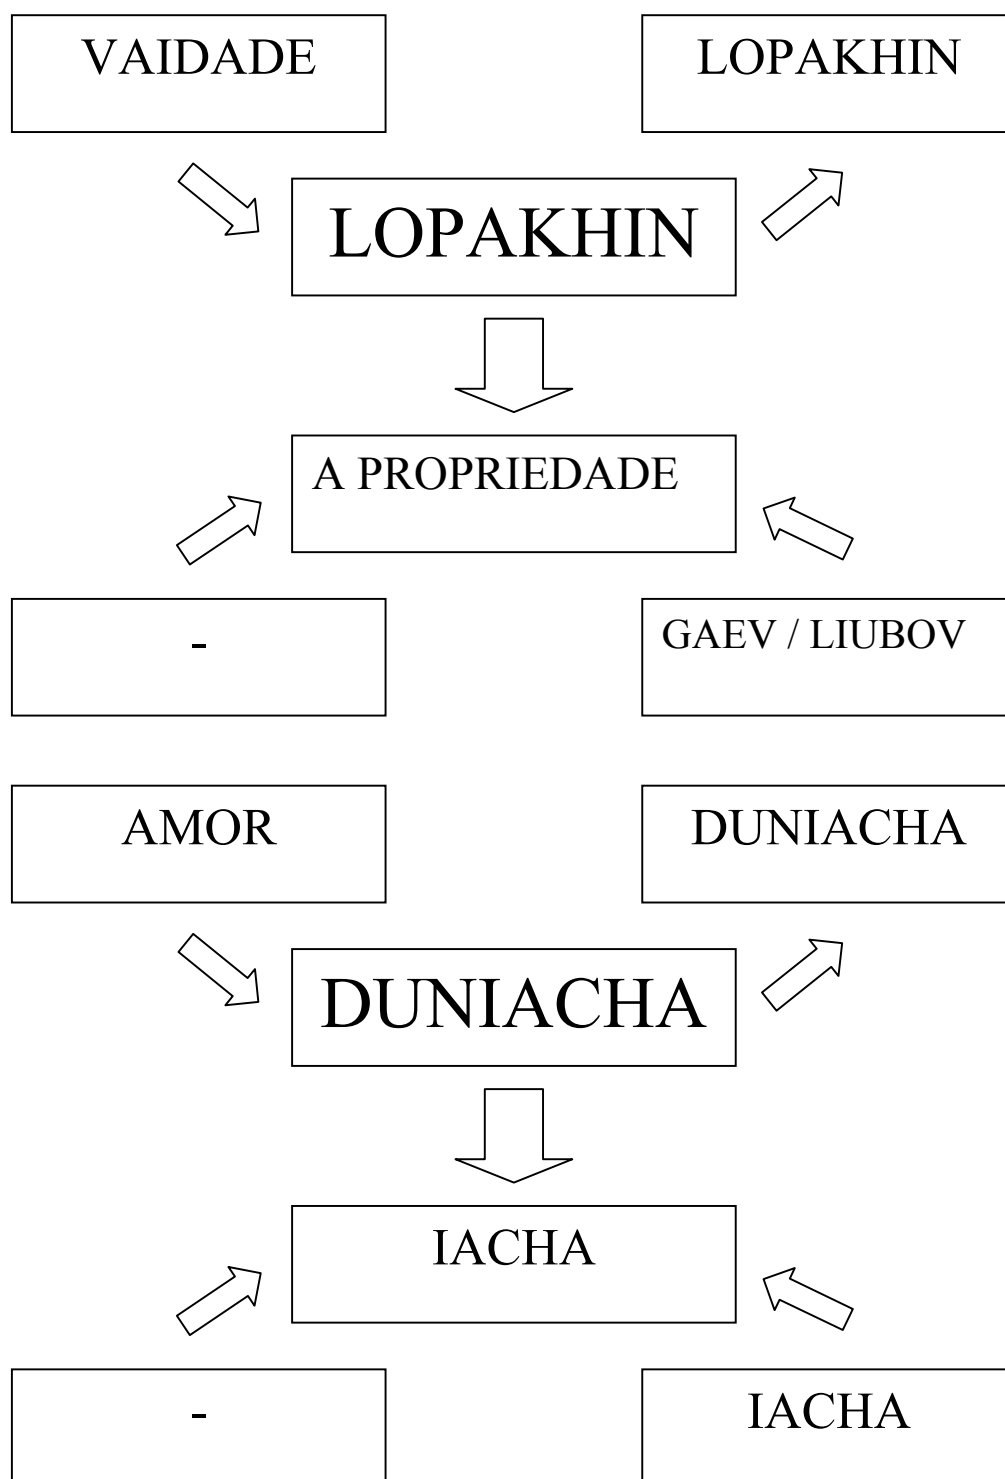 VAIDADE
LOPAKHIN
LOPAKHIN
A PROPRIEDADE
-
GAEV / LIUBOV
AMOR
DUNIACHA
DUNIACHA
IACHA
-
IACHA